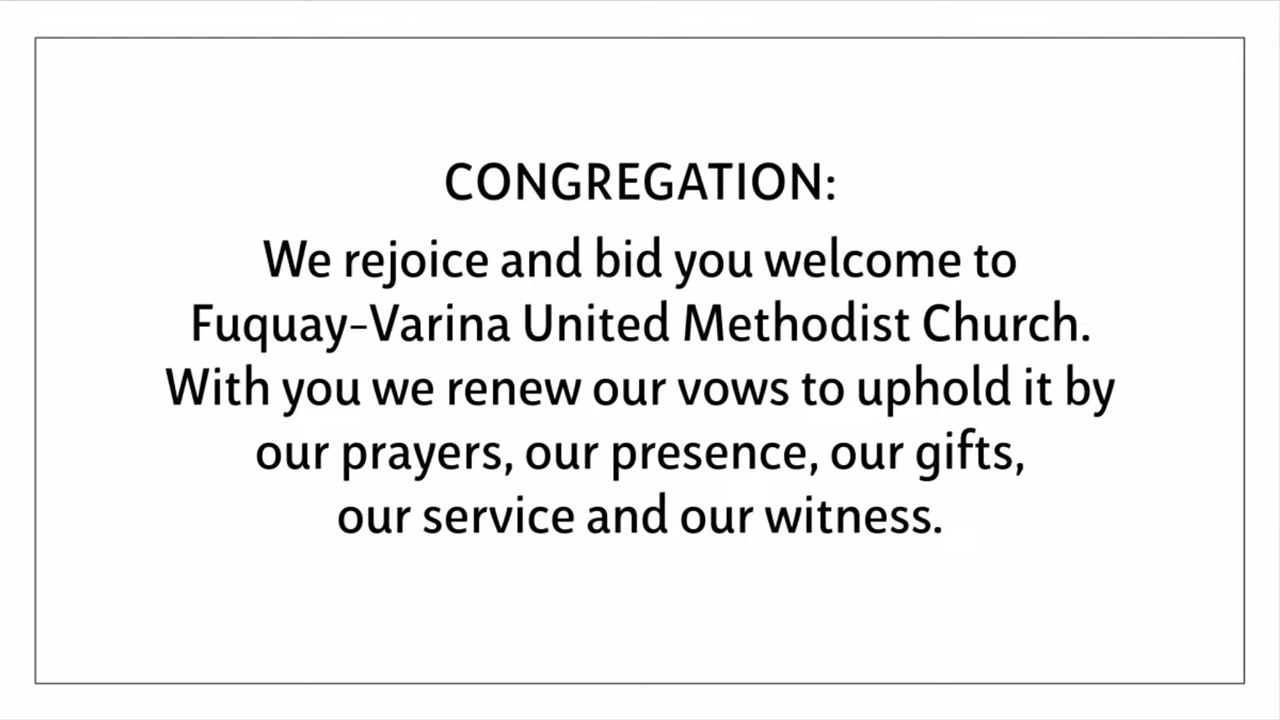 CONGREGATION:
We rejoice and bid you welcome to
Fuquay-Varina United Methodist Church.
With you we renew our vows to uphold it by
our prayers, our presence, our gifts,
our service and our witness.